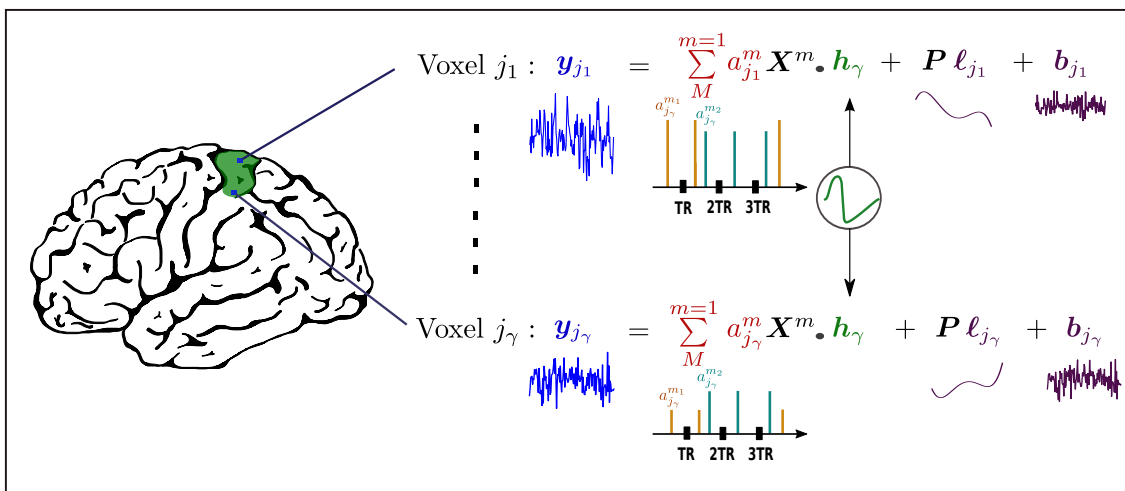 m=1
Voxel j₁ : y_{j₁} = ∑ a^m_{j₁} X^m . h_γ + P ℓ_{j₁} + b_{j₁}
M
a^{m₁}_{j_γ} a^{m₂}_{j_γ}
TR 2TR 3TR
m=1
Voxel j_γ : y_{j_γ} = ∑ a^m_{j_γ} X^m . h_γ + P ℓ_{j_γ} + b_{j_γ}
M
a^{m₁}_{j_γ} a^{m₂}_{j_γ}
TR 2TR 3TR